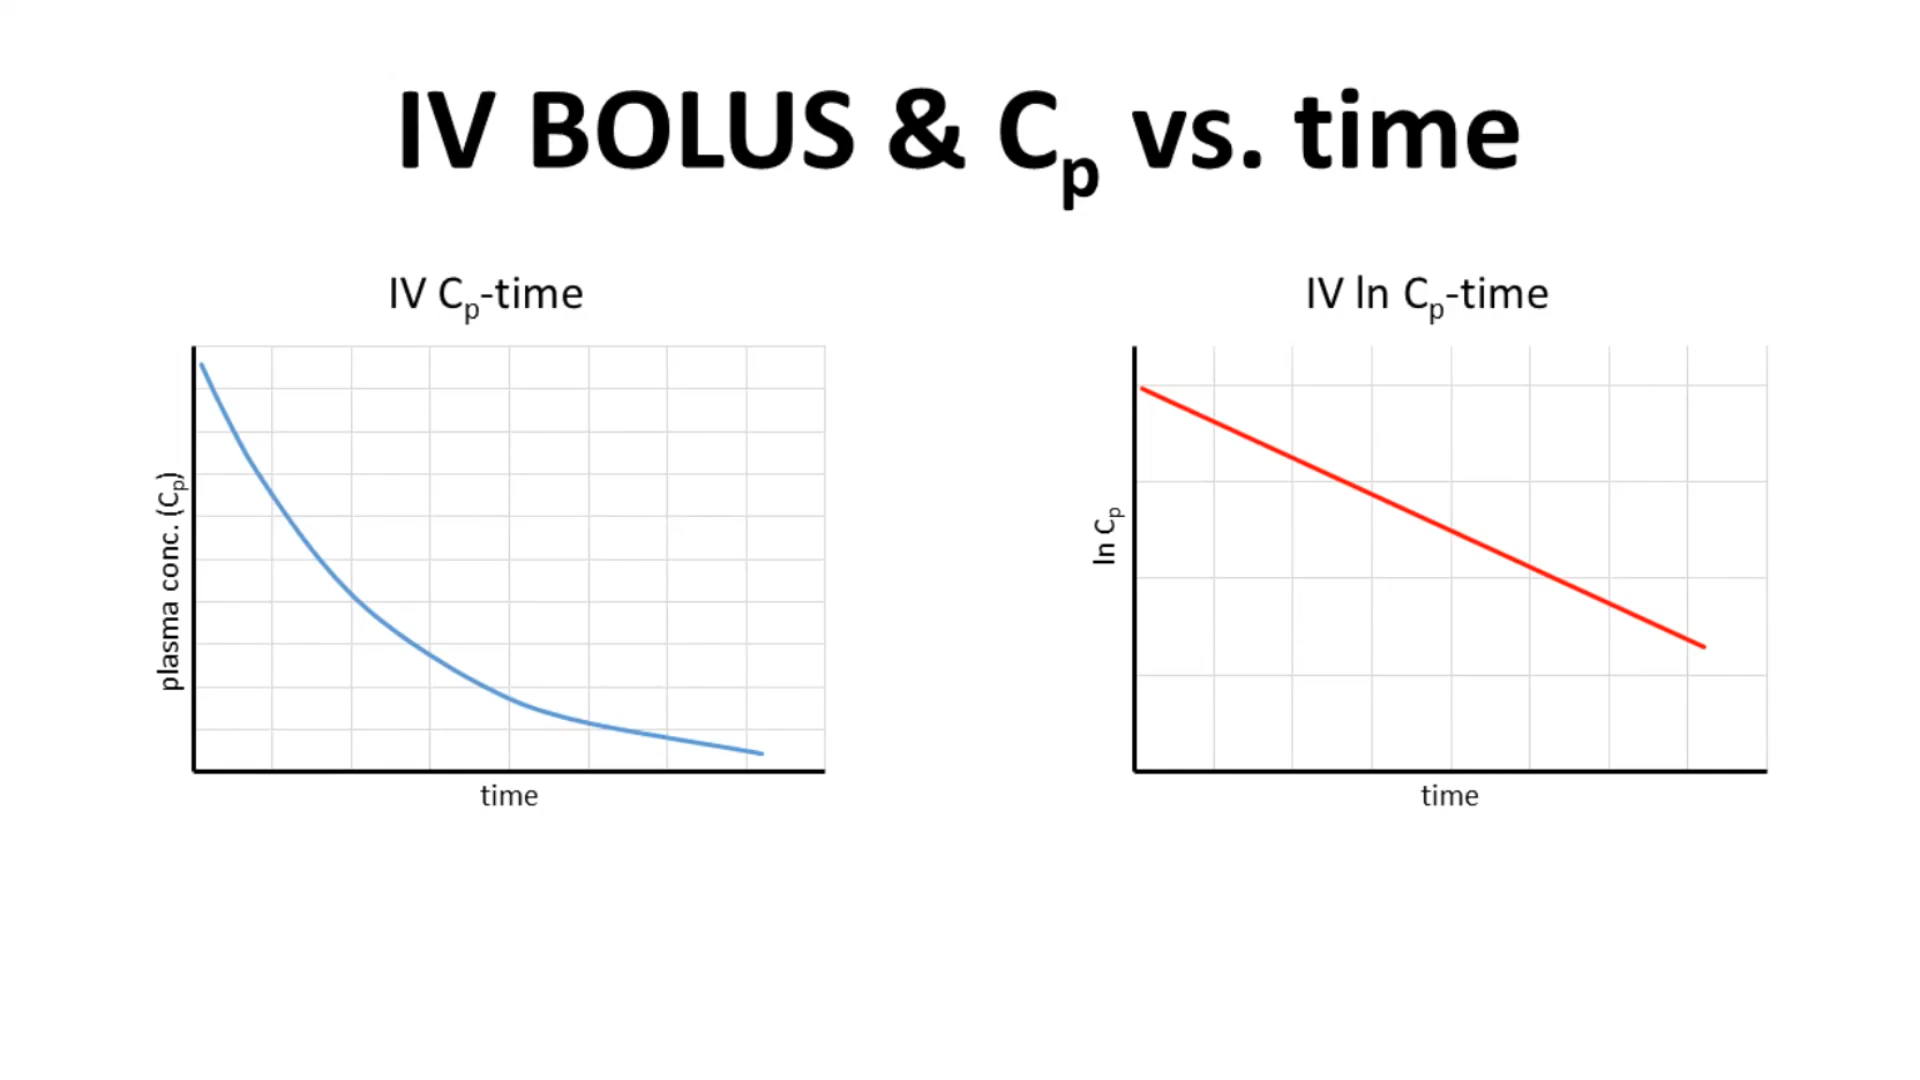 IV BOLUS & Cp vs. time
IV Cp-time
plasma conc. (Cp)
time
IV ln Cp-time
ln Cp
time